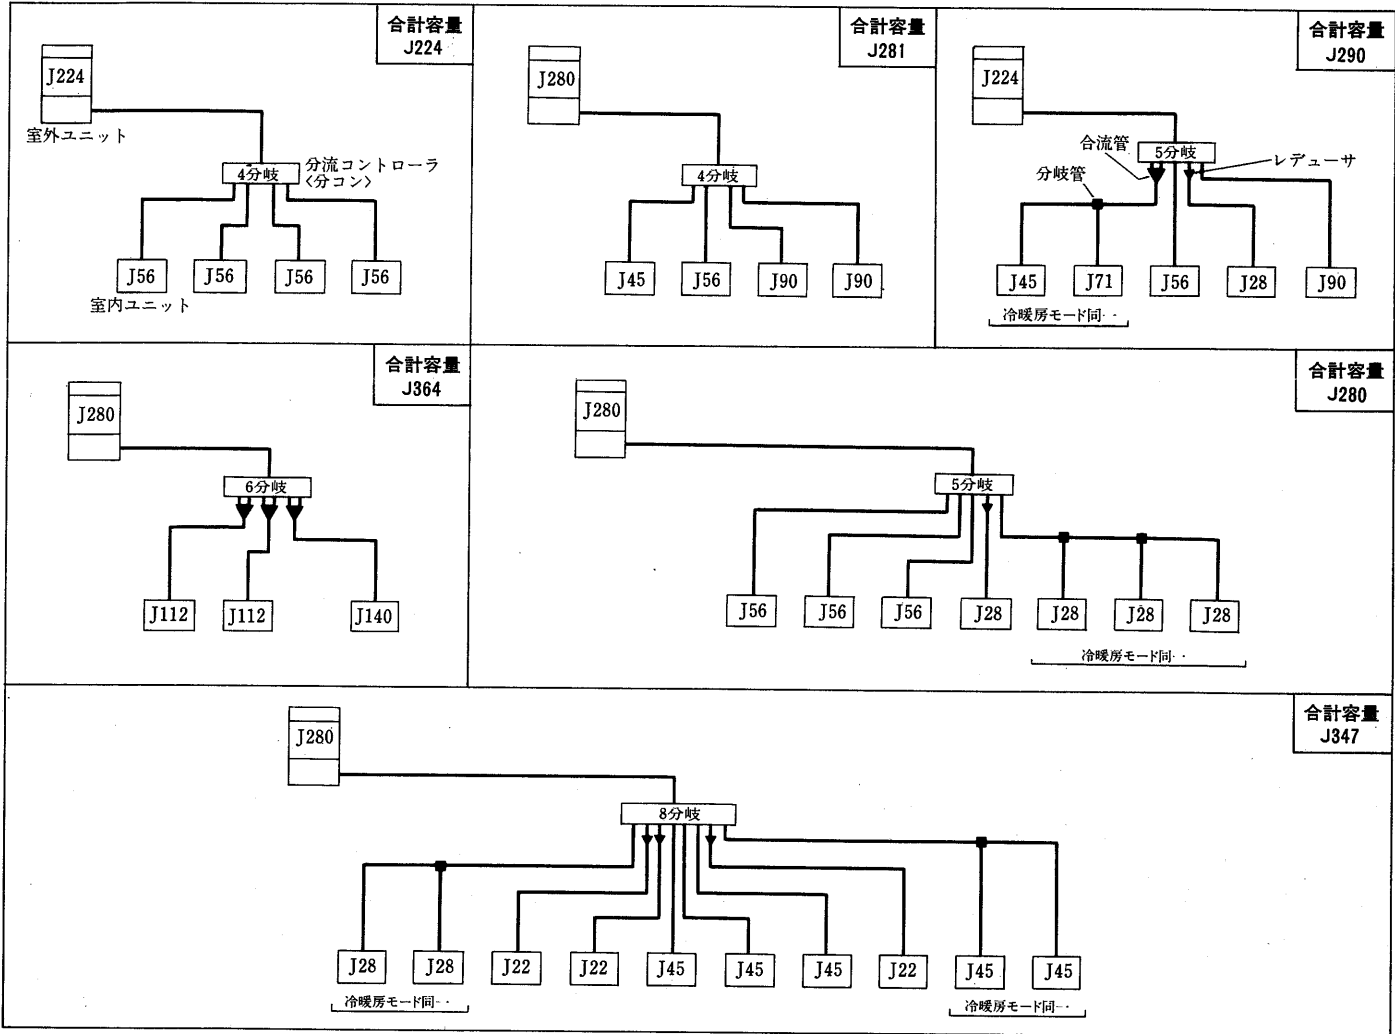 合計容量
J224
J224
室外ユニット
4分岐
分流コントローラ
〈分コン〉
J56
J56
J56
J56
室内ユニット
合計容量
J281
J280
4分岐
J45
J56
J90
J90
合計容量
J290
J224
合流管
5分岐
レデューサ
分岐管
J45
J71
J56
J28
J90
冷暖房モード同
合計容量
J364
J280
6分岐
J112
J112
J140
合計容量
J280
J280
5分岐
J56
J56
J56
J28
J28
J28
J28
冷暖房モード同
合計容量
J347
J280
8分岐
J28
J28
J22
J22
J45
J45
J45
J22
J45
J45
冷暖房モード同
冷暖房モード同